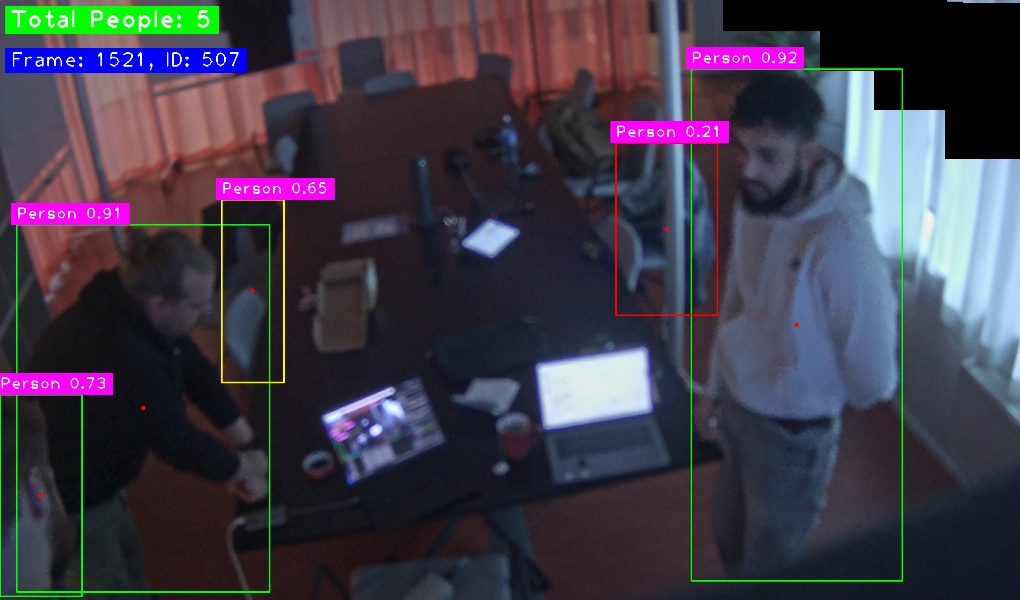 Total People: 5
Frame: 1521, ID: 507
Person 0.92
Person 0.21
Person 0.65
Person 0.91
Person 0.73